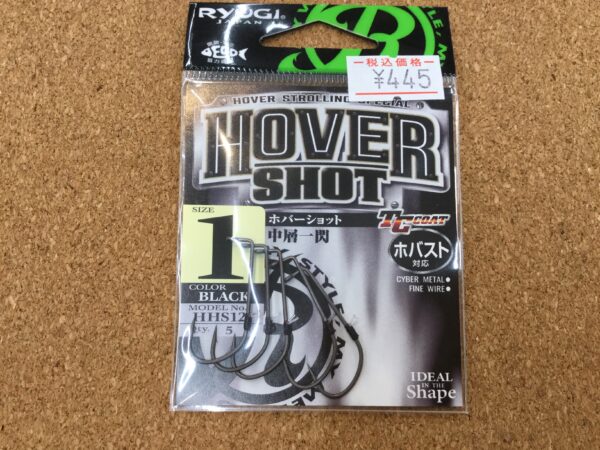 RYUGI
JAPAN
税込価格
¥445
HOVER STROLLING SPECIAL
HOVER
SHOT
SIZE
1
ホバーショット
中層一閃
TC COAT
ホバスト
対応
CYBER METAL
FINE WIRE
COLOR
BLACK
MODEL No.
HHS12
5
IDEAL
IN THE
Shape